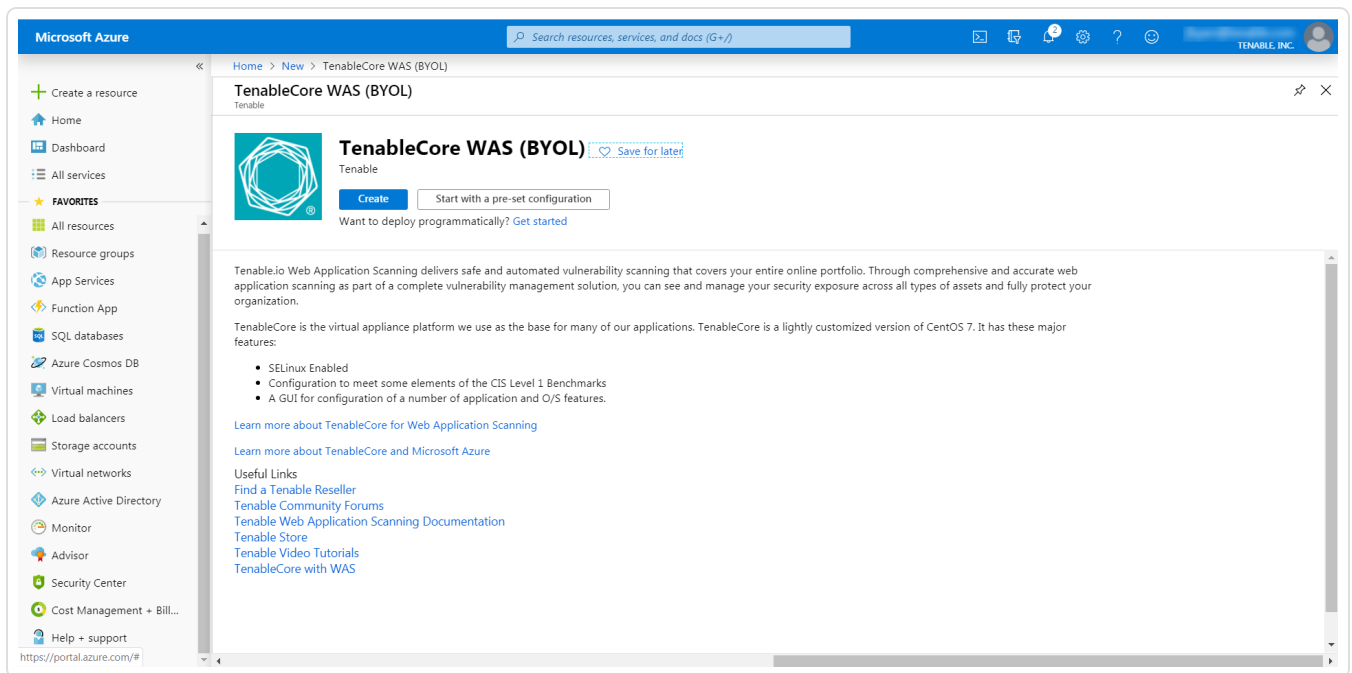 Microsoft Azure
Search resources, services, and docs (G+/)
2
TENABLE, INC.
«
Home > New > TenableCore WAS (BYOL)
Create a resource
Home
Dashboard
All services
FAVORITES
All resources
Resource groups
App Services
Function App
SQL databases
Azure Cosmos DB
Virtual machines
Load balancers
Storage accounts
Virtual networks
Azure Active Directory
Monitor
Advisor
Security Center
Cost Management + Bill...
Help + support
https://portal.azure.com/#
TenableCore WAS (BYOL)
Tenable
TenableCore WAS (BYOL) Save for later
Tenable
Create Start with a pre-set configuration
Want to deploy programmatically? Get started
Tenable.io Web Application Scanning delivers safe and automated vulnerability scanning that covers your entire online portfolio. Through comprehensive and accurate web
application scanning as part of a complete vulnerability management solution, you can see and manage your security exposure across all types of assets and fully protect your
organization.
TenableCore is the virtual appliance platform we use as the base for many of our applications. TenableCore is a lightly customized version of CentOS 7. It has these major
features:
• SELinux Enabled
• Configuration to meet some elements of the CIS Level 1 Benchmarks
• A GUI for configuration of a number of application and O/S features.
Learn more about TenableCore for Web Application Scanning
Learn more about TenableCore and Microsoft Azure
Useful Links
Find a Tenable Reseller
Tenable Community Forums
Tenable Web Application Scanning Documentation
Tenable Store
Tenable Video Tutorials
TenableCore with WAS